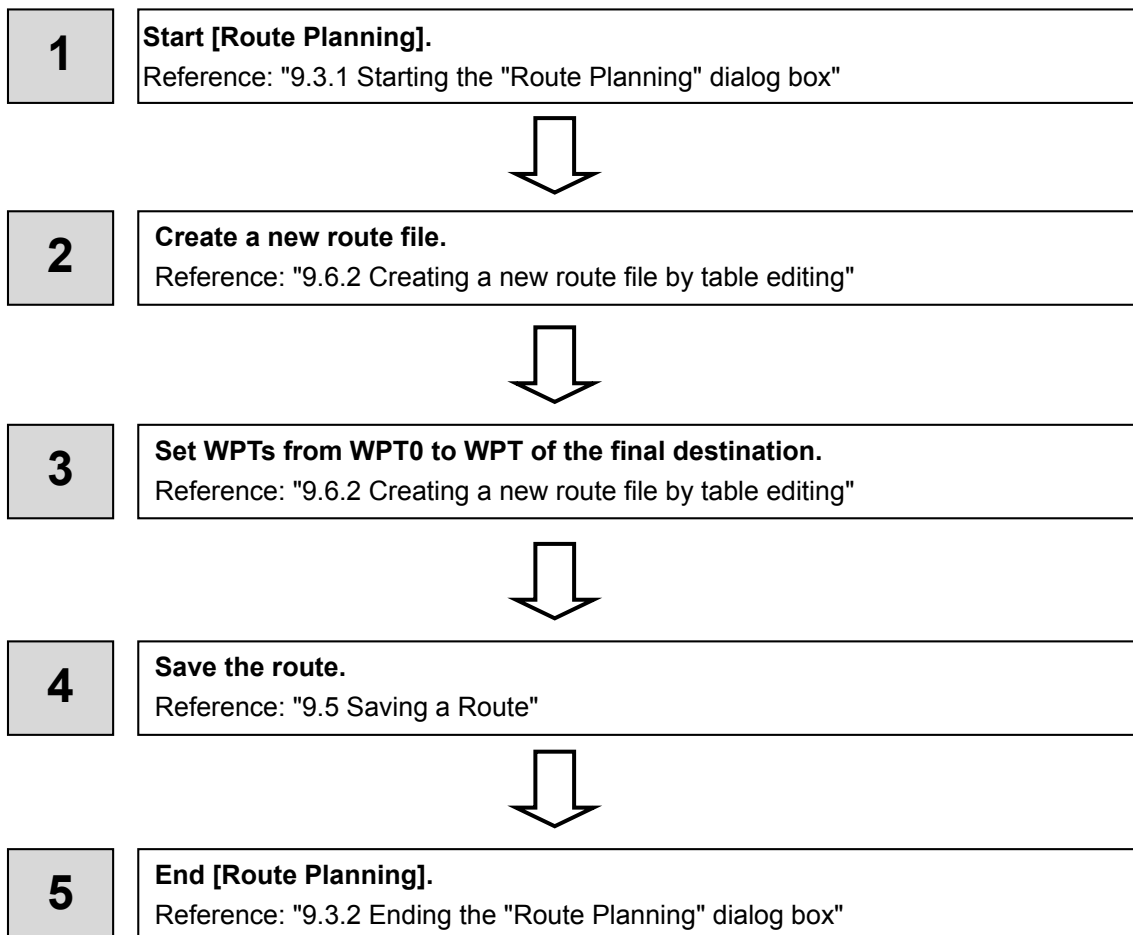 1
Start [Route Planning].
Reference: "9.3.1 Starting the "Route Planning" dialog box"
2
Create a new route file.
Reference: "9.6.2 Creating a new route file by table editing"
3
Set WPTs from WPT0 to WPT of the final destination.
Reference: "9.6.2 Creating a new route file by table editing"
4
Save the route.
Reference: "9.5 Saving a Route"
5
End [Route Planning].
Reference: "9.3.2 Ending the "Route Planning" dialog box"